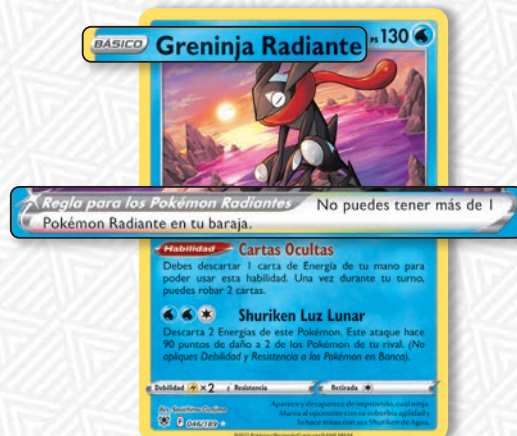 BÁSICO Greninja Radiante PS 130
Regla para los Pokémon Radiantes No puedes tener más de 1
Pokémon Radiante en tu baraja.
Habilidad Cartas Ocultas
Debes descartar 1 carta de Energía de tu mano para
poder usar esta habilidad. Una vez durante tu turno,
puedes robar 2 cartas.
Shuriken Luz Lunar
Descarta 2 Energías de este Pokémon. Este ataque hace
90 puntos de daño a 2 de los Pokémon de tu rival. (No
apliques Debilidad y Resistencia a los Pokémon en Banca).
Debilidad ×2 Resistencia Retirada
Aparece y desaparece de improviso, cual ninja.
Marea al oponente con su soberbia agilidad y
lo hace trizas con sus Shuriken de Agua.
F 046/189